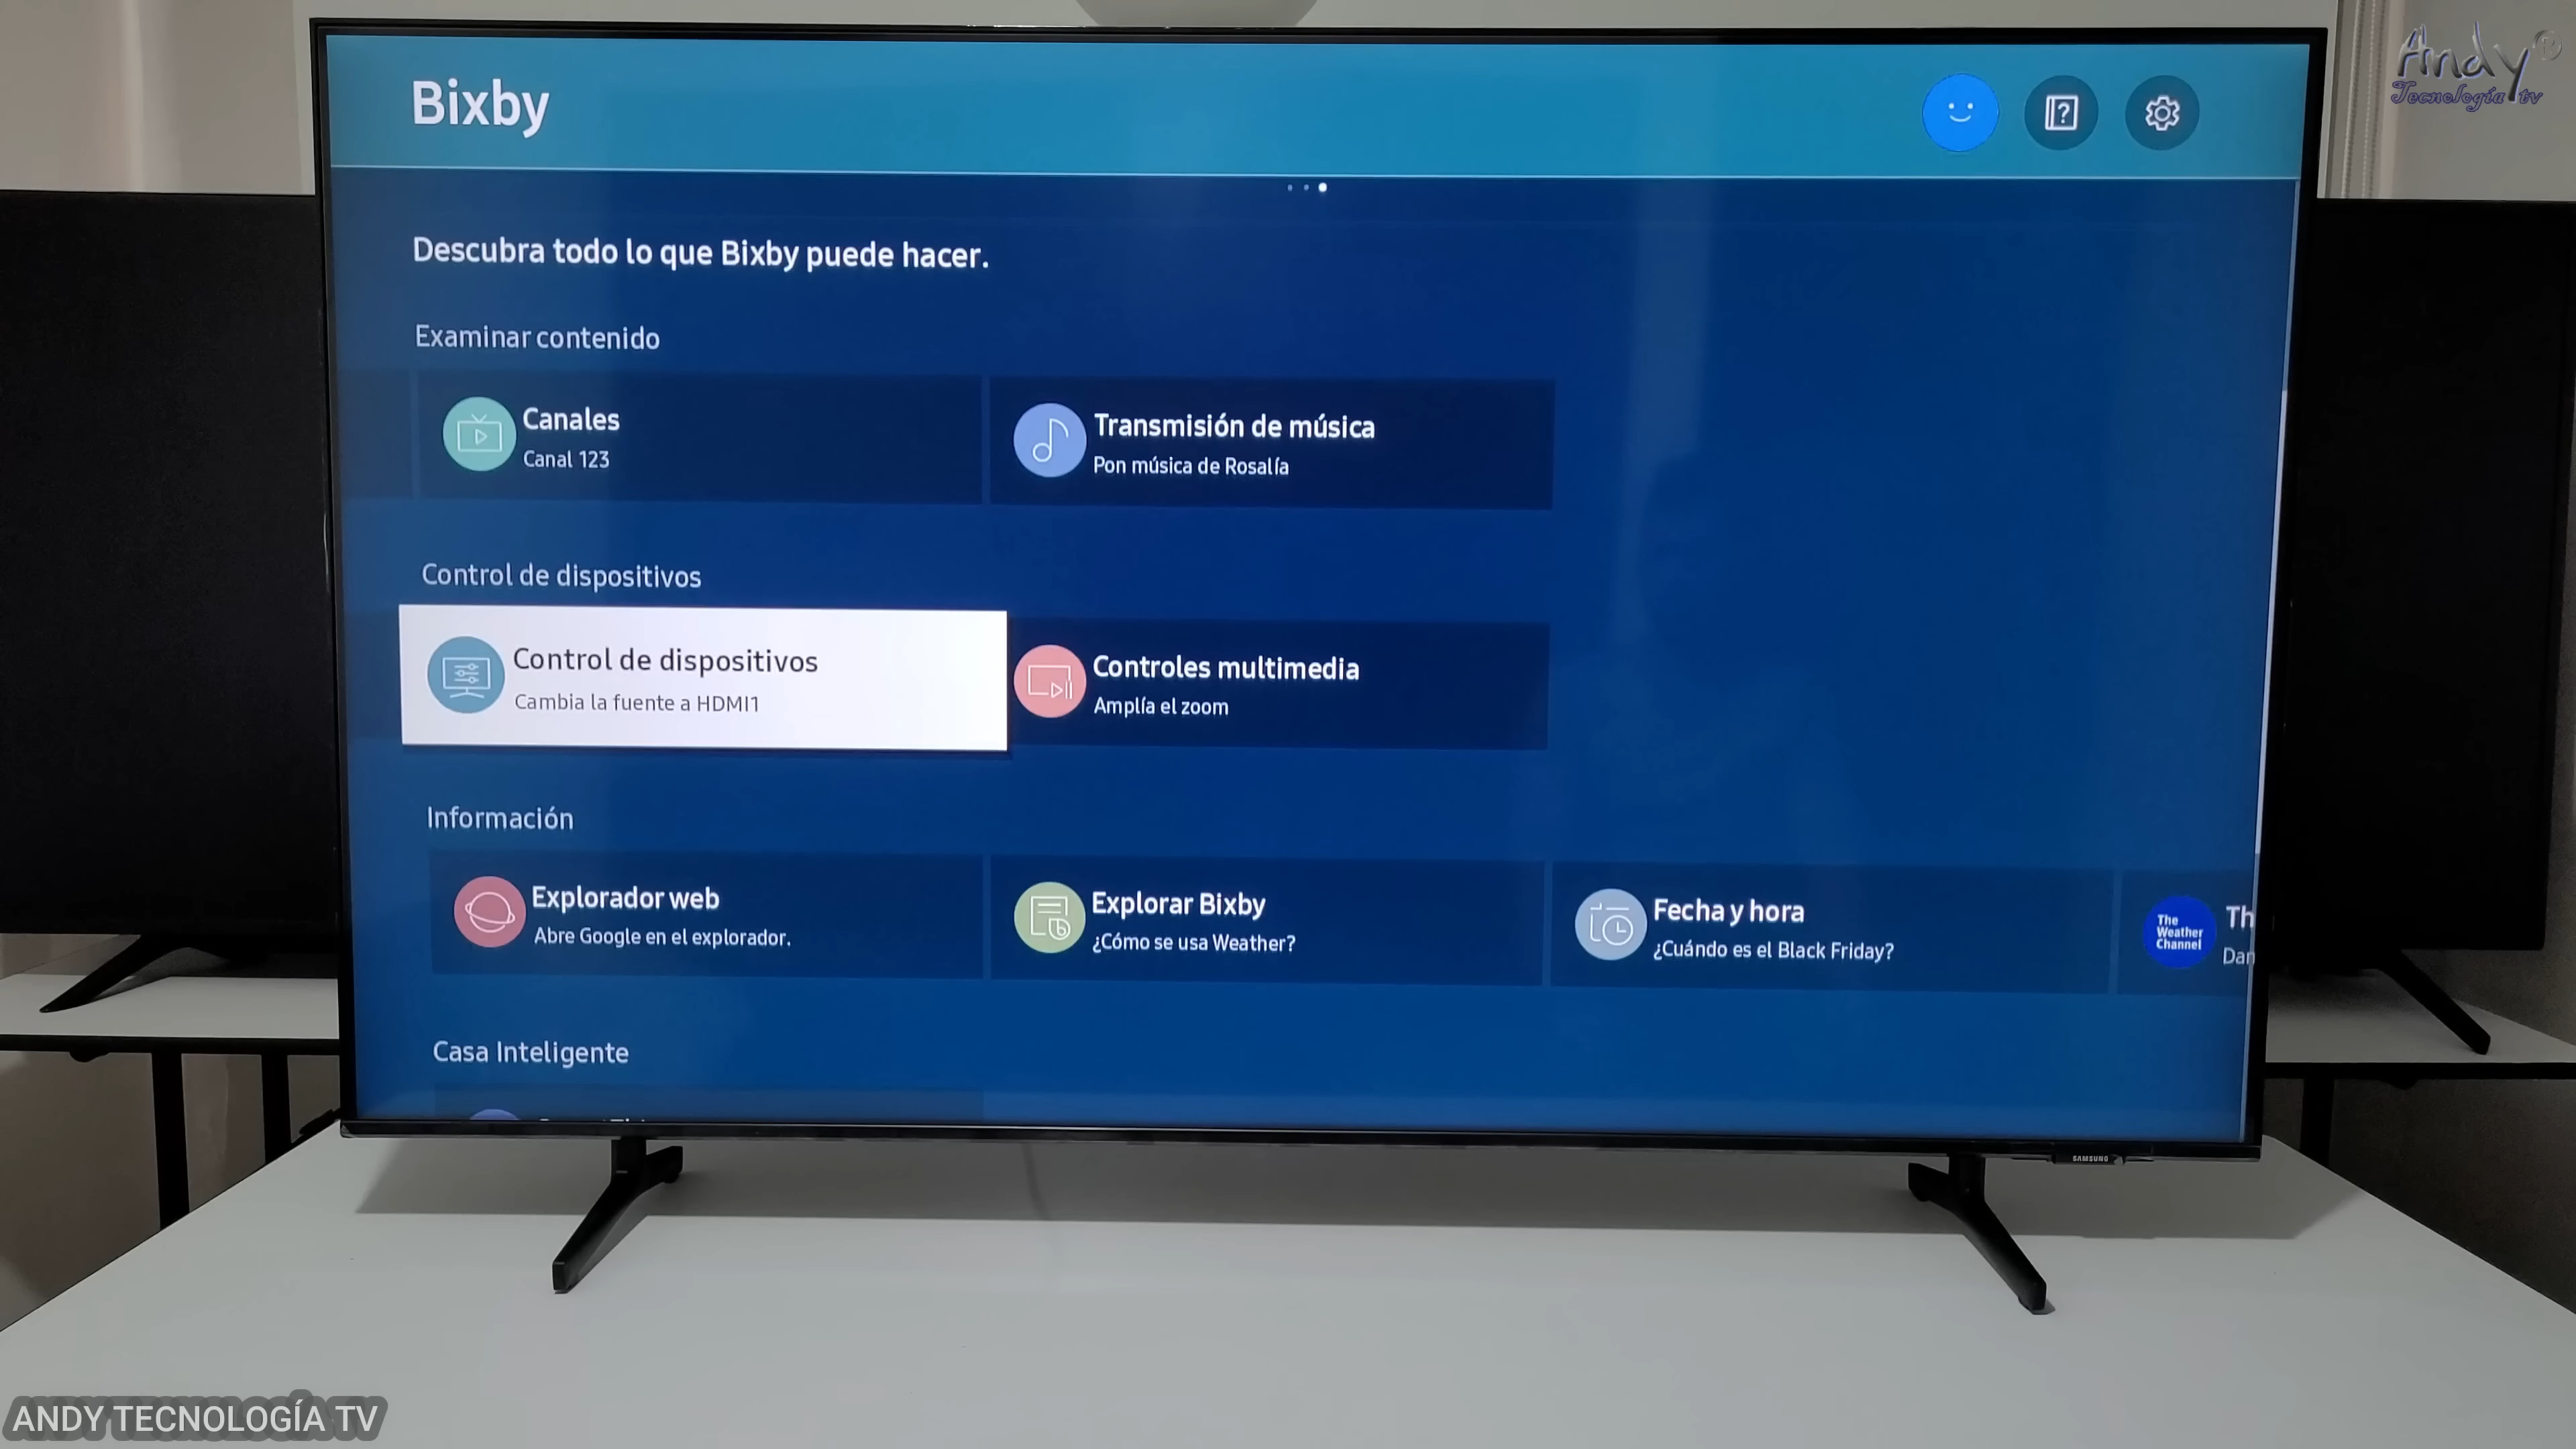 Andy
Tecnología tv
Bixby
Descubra todo lo que Bixby puede hacer.
Examinar contenido
Canales
Canal 123
Transmisión de música
Pon música de Rosalía
Control de dispositivos
Control de dispositivos
Cambia la fuente a HDMI1
Controles multimedia
Amplía el zoom
Información
Explorador web
Abre Google en el explorador.
Explorar Bixby
¿Cómo se usa Weather?
Fecha y hora
¿Cuándo es el Black Friday?
The
Weather
Channel
Th
Dan
Casa Inteligente
SAMSUNG
ANDY TECNOLOGÍA TV